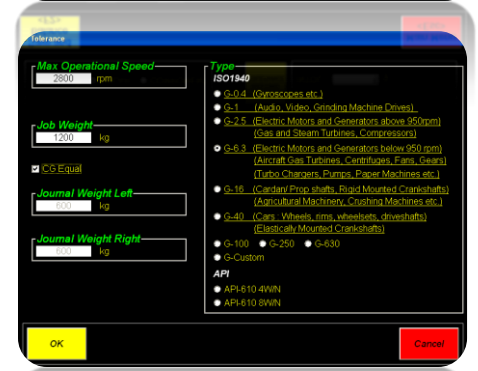 Tolerance
Max Operational Speed
2800 rpm
Job Weight
1200 kg
CG Equal
Journal Weight Left
600 kg
Journal Weight Right
600 kg
Type
ISO1940
G-0.4 (Gyroscopes etc.)
G-1 (Audio, Video, Grinding Machine Drives)
G-2.5 (Electric Motors and Generators above 950rpm)
(Gas and Steam Turbines, Compressors)
G-6.3 (Electric Motors and Generators below 950 rpm)
(Aircraft Gas Turbines, Centrifuges, Fans, Gears)
(Turbo Chargers, Pumps, Paper Machines etc.)
G-16 (Cardan/ Prop shafts, Rigid Mounted Crankshafts)
(Agricultural Machinery, Crushing Machines etc.)
G-40 (Cars : Wheels, rims, wheelsets, driveshafts)
(Elastically Mounted Crankshafts)
G-100 G-250 G-630
G-Custom
API
API-610 4W/N
API-610 8W/N
OK
Cancel